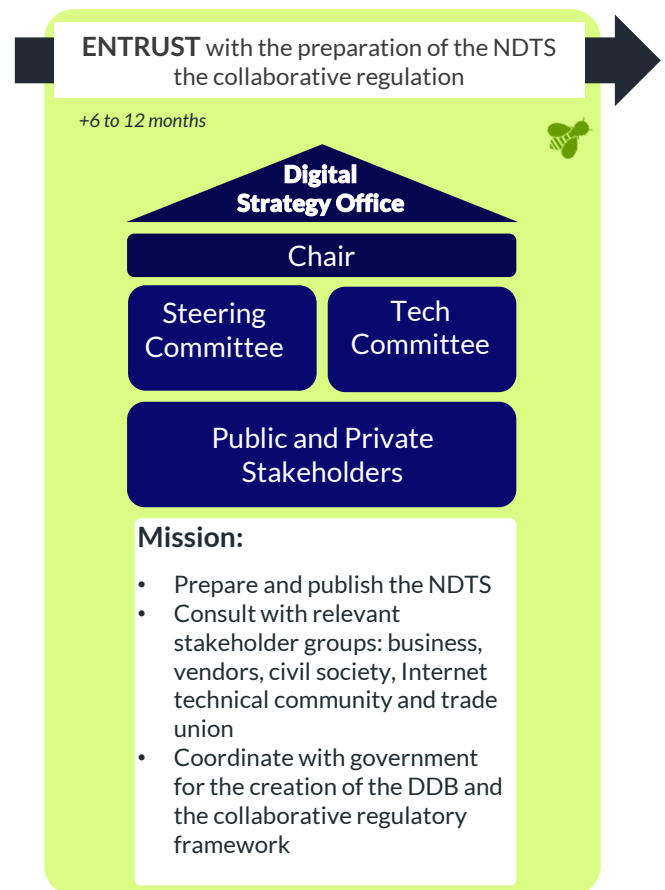 ENTRUST with the preparation of the NDTS
the collaborative regulation
+6 to 12 months
Digital
Strategy Office
Chair
Steering
Committee
Tech
Committee
Public and Private
Stakeholders
Mission:
• Prepare and publish the NDTS
• Consult with relevant
stakeholder groups: business,
vendors, civil society, Internet
technical community and trade
union
• Coordinate with government
for the creation of the DDB and
the collaborative regulatory
framework